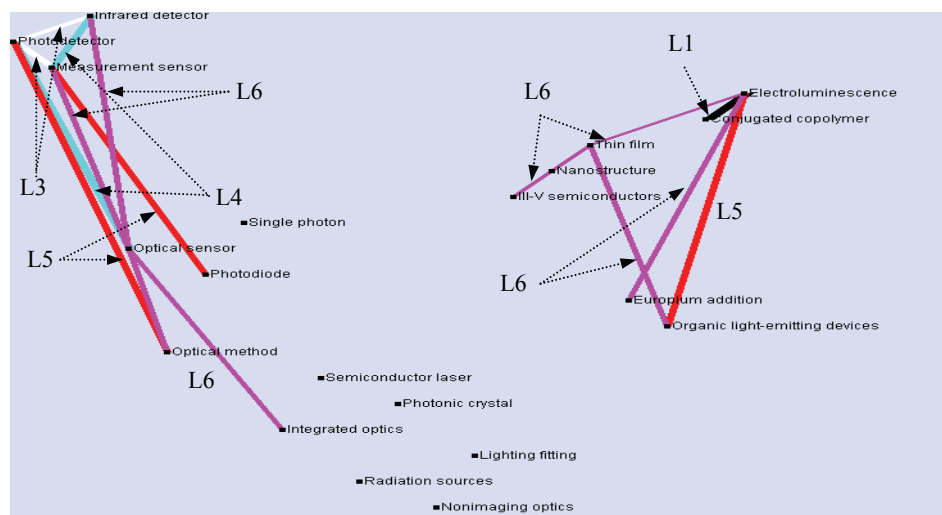 Infrared detector
Photodetector
Measurement sensor
L1
L6
L6
Electroluminescence
Conjugated copolymer
Thin film
Nanostructure
L3
L4
III-V semiconductors
L5
Single photon
Optical sensor
L5
Photodiode
L6
Europium addition
Organic light-emitting devices
Optical method
L6
Semiconductor laser
Photonic crystal
Integrated optics
Lighting fitting
Radiation sources
Nonimaging optics